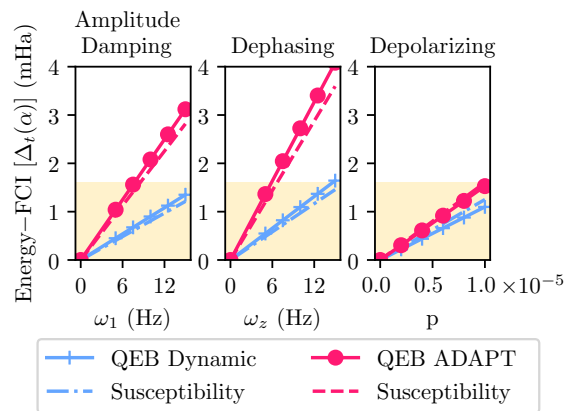 Amplitude
Damping
Dephasing
Depolarizing
Energy−FCI [Δt(α)] (mHa)
4
3
2
1
0
4
3
2
1
0
4
3
2
1
0
0 6 12
0 6 12
0.0 0.5 1.0 ×10⁻⁵
ω₁ (Hz)
ω_z (Hz)
p
QEB Dynamic
QEB ADAPT
Susceptibility
Susceptibility